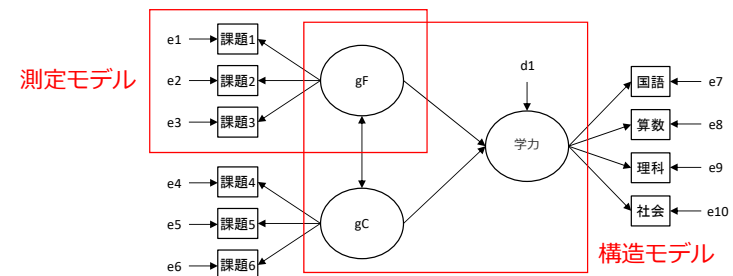 e1
課題1
測定モデル
e2
課題2
gF
e3
課題3
d1
学力
国語
e7
算数
e8
理科
e9
社会
e10
e4
課題4
e5
課題5
gC
e6
課題6
構造モデル